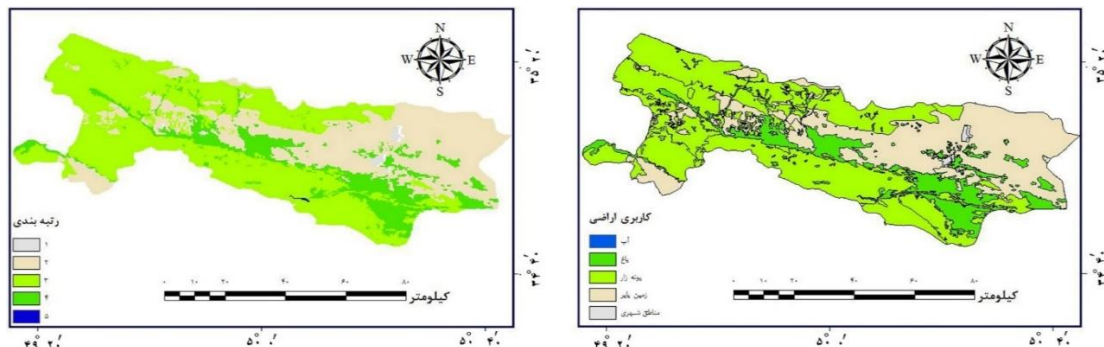 N
W E
S
۳۵° ۲۰′
۳۴° ۴۰′
رتبه بندی
۱
۲
۳
۴
۵
۰ ۱۰ ۲۰ ۴۰ ۶۰ ۸۰
کیلومتر
۴۹° ۲۰′ ۵۰° ۰′ ۵۰° ۴۰′
N
W E
S
۳۵° ۲۰′
۳۴° ۴۰′
کاربری اراضی
آب
باغ
بوته زار
زمین بایر
مناطق شهری
۰ ۱۰ ۲۰ ۴۰ ۶۰ ۸۰
کیلومتر
۴۹° ۲۰′ ۵۰° ۰′ ۵۰° ۴۰′